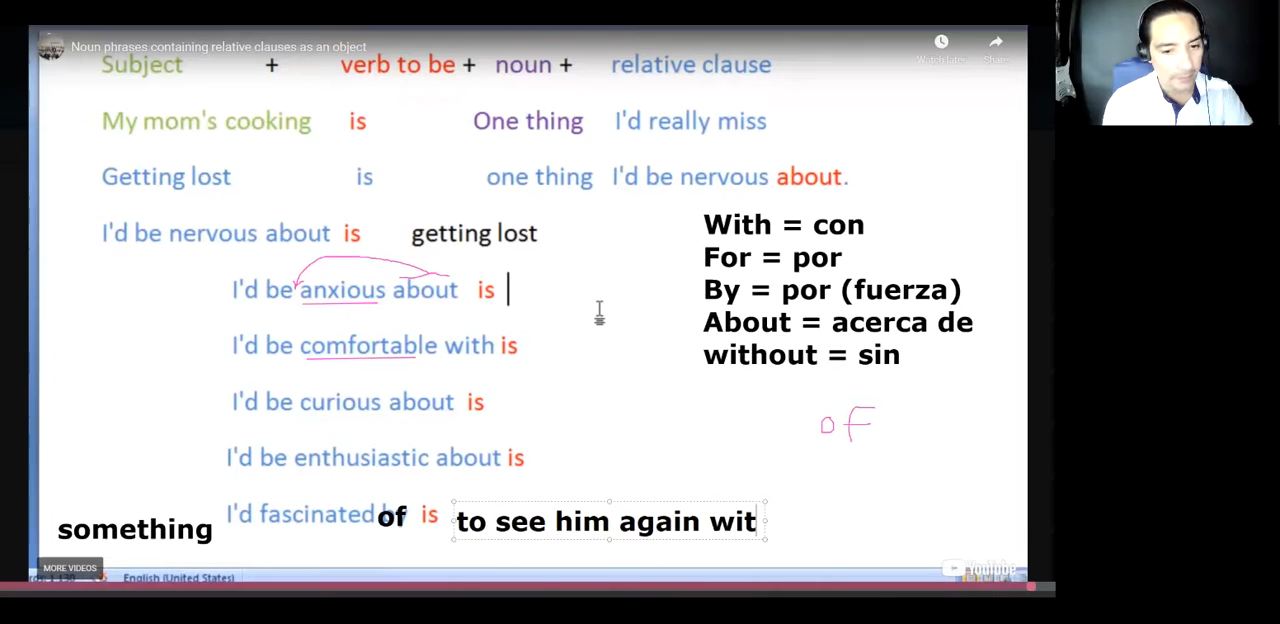 Noun phrases containing relative clauses as an object
Watch later
Share
Subject + verb to be + noun + relative clause
My mom's cooking is One thing I'd really miss
Getting lost is one thing I'd be nervous about.
I'd be nervous about is getting lost
With = con
For = por
I'd be anxious about is
By = por (fuerza)
About = acerca de
I'd be comfortable with is
without = sin
I'd be curious about is
of
I'd be enthusiastic about is
something I'd fascinated of is to see him again wit
MORE VIDEOS
English (United States)
YouTube